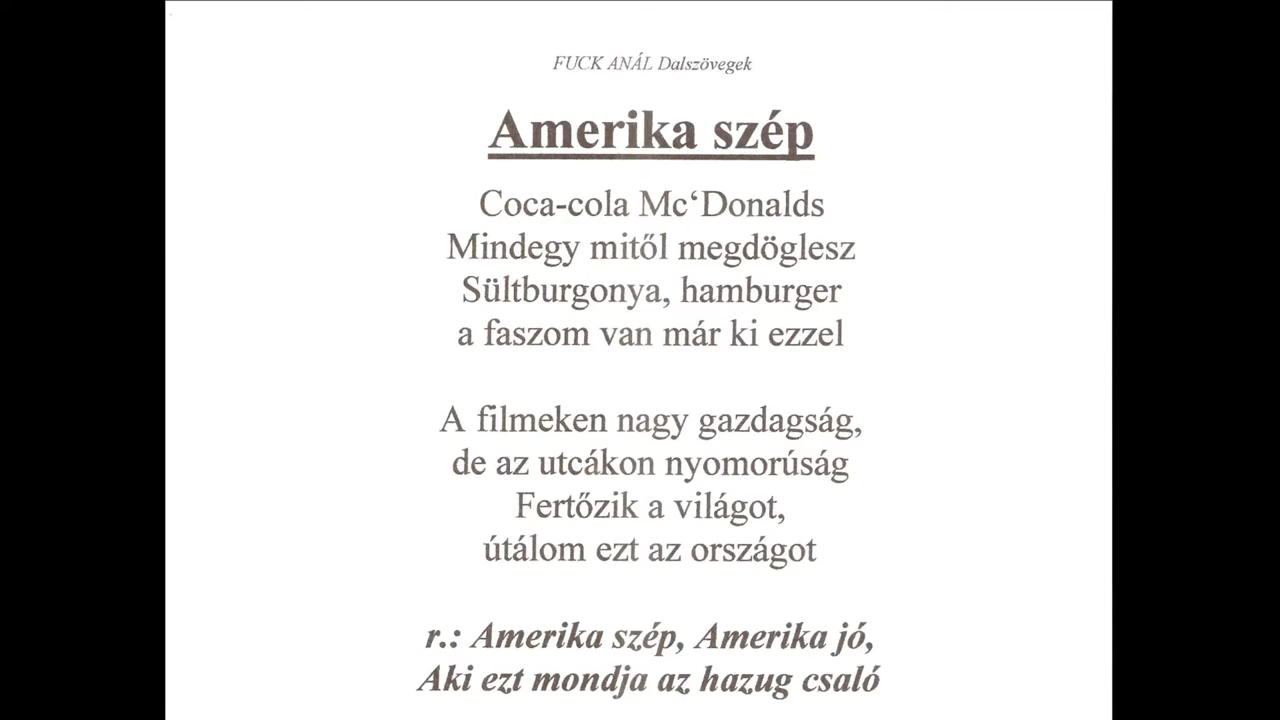 FUCK ANÁL Dalszövegek
Amerika szép
Coca-cola Mc‘Donalds
Mindegy mitől megdöglesz
Sültburgonya, hamburger
a faszom van már ki ezzel
A filmeken nagy gazdagság,
de az utcákon nyomorúság
Fertőzik a világot,
útálom ezt az országot
r.: Amerika szép, Amerika jó,
Aki ezt mondja az hazug csaló